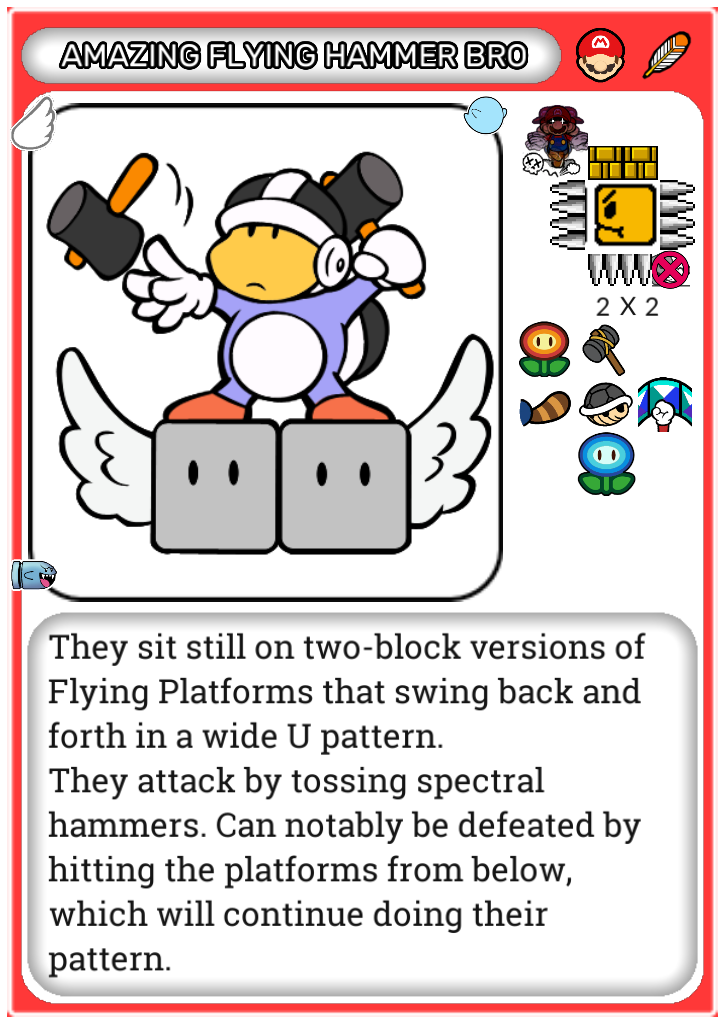 AMAZING FLYING HAMMER BRO
2 X 2
They sit still on two-block versions of
Flying Platforms that swing back and
forth in a wide U pattern.
They attack by tossing spectral
hammers. Can notably be defeated by
hitting the platforms from below,
which will continue doing their
pattern.